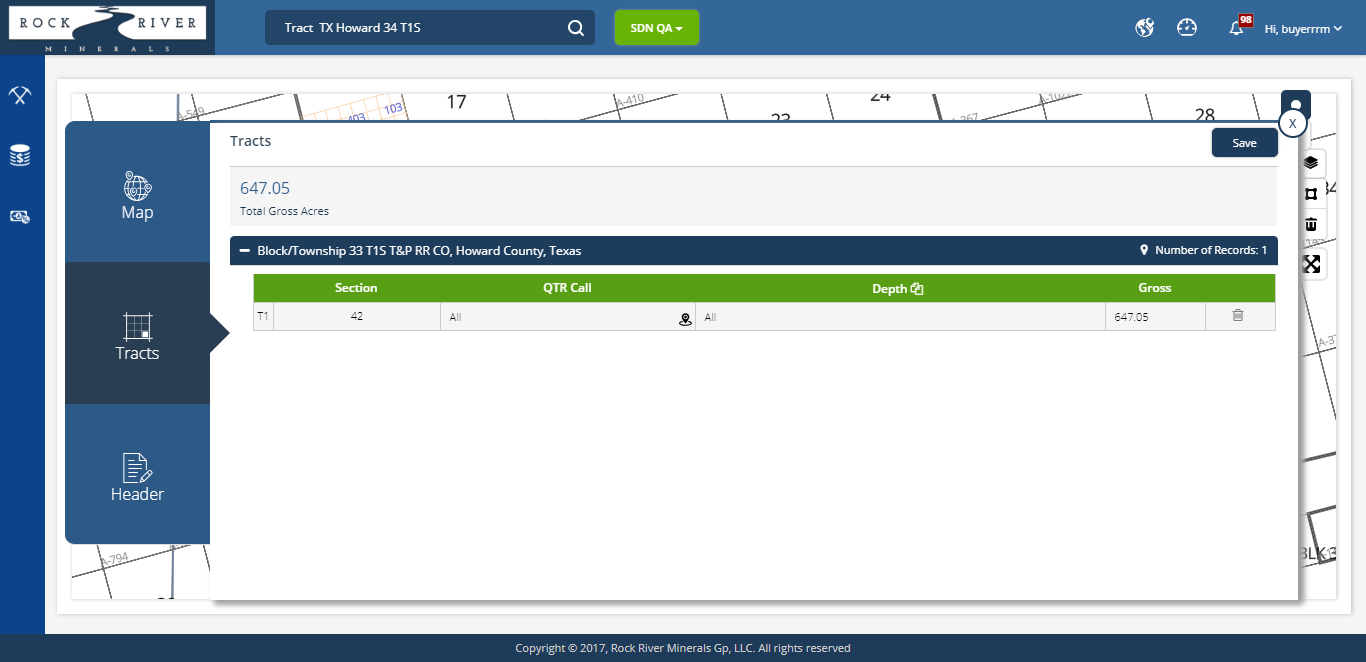 ROCK RIVER
MINERALS
Tract TX Howard 34 T1S
SDN QA
98
Hi, buyerrrm
A-549
403
103
17
A-410
23
24
A-267
A-102
28
X
Map
Tracts
Header
Tracts
Save
647.05
Total Gross Acres
Block/Township 33 T1S T&P RR CO, Howard County, Texas
Number of Records: 1
Section QTR Call Depth Gross
T1 42 All All 647.05
34
A-794
Copyright © 2017, Rock River Minerals Gp, LLC. All rights reserved